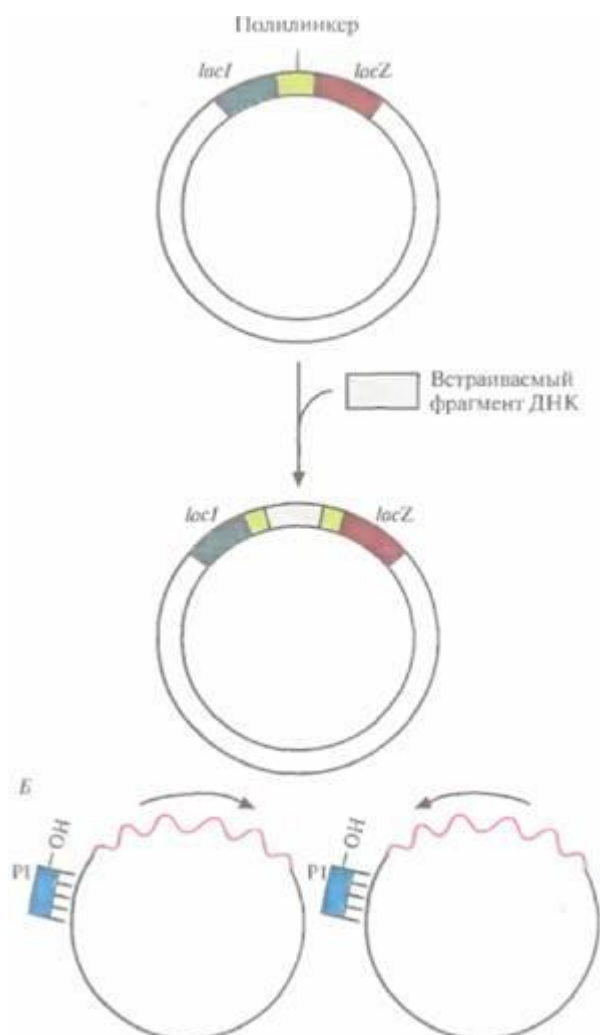 Полилинкер
lacI lacZ
Встраиваемый
фрагмент ДНК
lacI lacZ
Б
P1 OH P1 OH